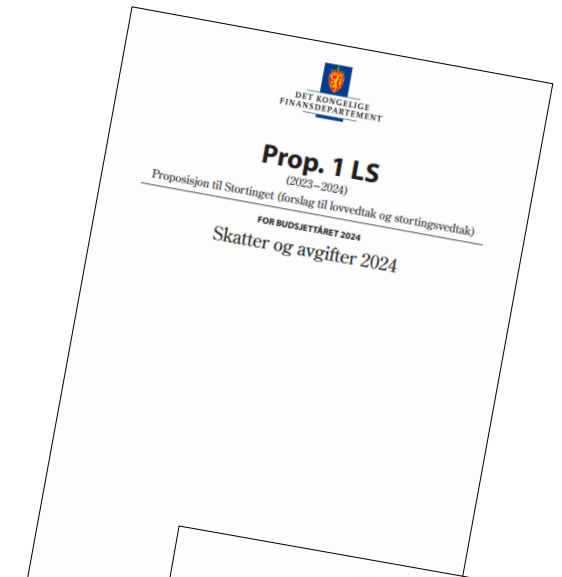 DET KONGELIGE
FINANSDEPARTEMENT
Prop. 1 LS
(2023–2024)
Proposisjon til Stortinget (forslag til lovvedtak og stortingsvedtak)
FOR BUDSJETTÅRET 2024
Skatter og avgifter 2024